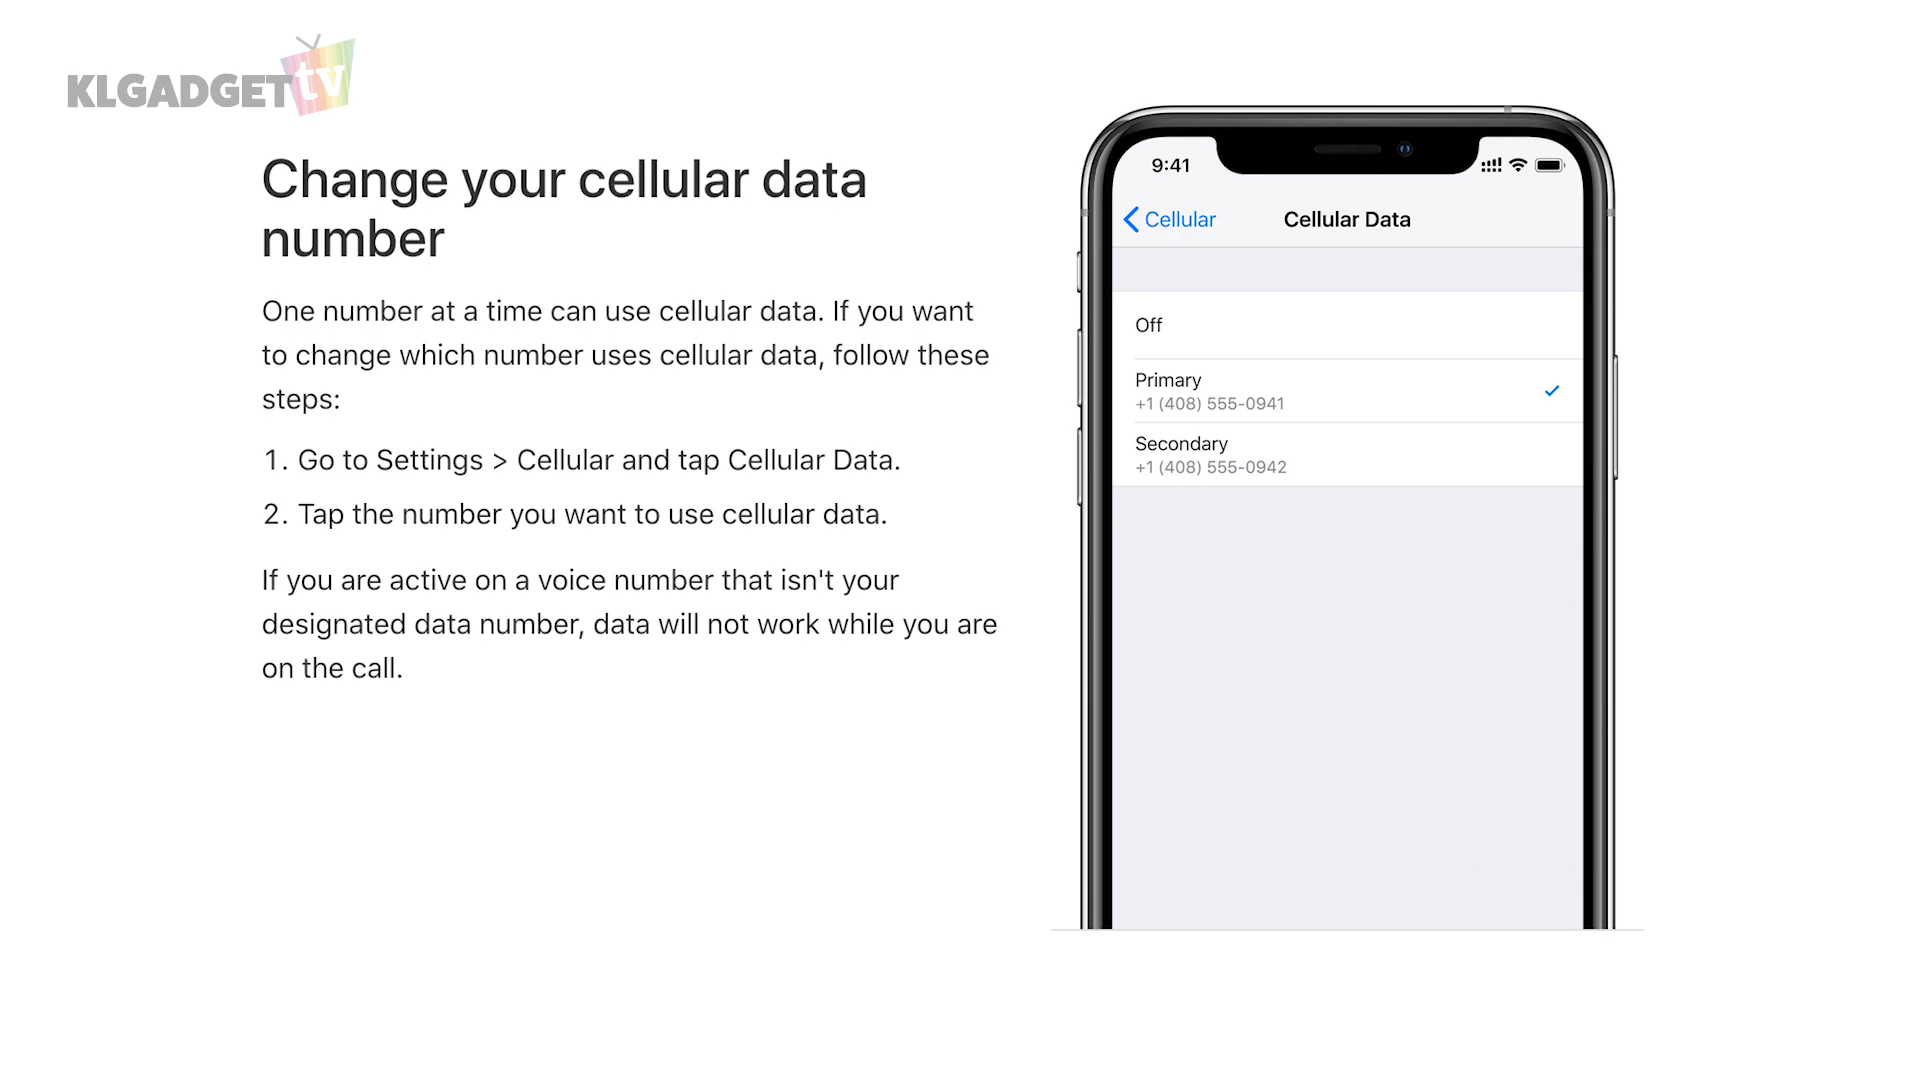 KLGADGET tv
Change your cellular data
number
One number at a time can use cellular data. If you want
to change which number uses cellular data, follow these
steps:
1. Go to Settings > Cellular and tap Cellular Data.
2. Tap the number you want to use cellular data.
If you are active on a voice number that isn't your
designated data number, data will not work while you are
on the call.
9:41
Cellular
Cellular Data
Off
Primary
+1 (408) 555-0941
Secondary
+1 (408) 555-0942